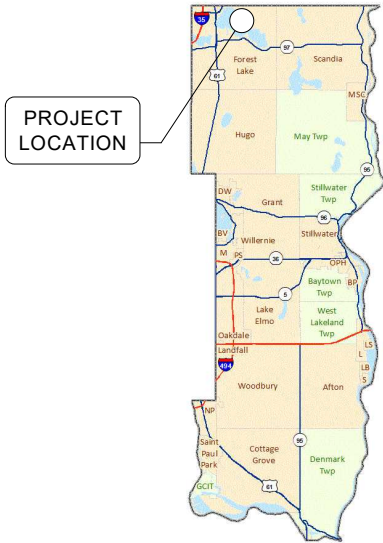 35
97
Forest
Lake
Scandia
61
MSC
PROJECT
LOCATION
Hugo
May Twp
95
DW
Stillwater
Twp
Grant
96
BV
Stillwater
Willernie
M
PS
36
OPH
Baytown
Twp
BP
5
Lake
Elmo
West
Lakeland
Twp
Oakdale
Landfall
LS
L
494
LB
S
Woodbury
Afton
NP
Saint
Paul
Park
95
Cottage
Grove
Denmark
Twp
GCIT
61